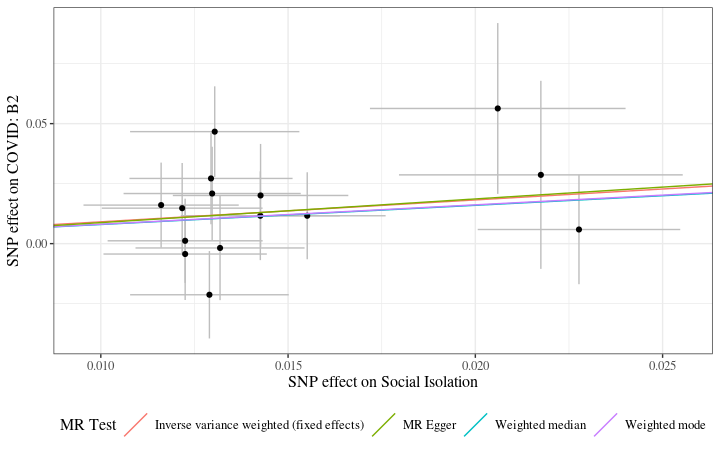 SNP effect on COVID: B2
0.05
0.00
0.010 0.015 0.020 0.025
SNP effect on Social Isolation
MR Test Inverse variance weighted (fixed effects) MR Egger Weighted median Weighted mode